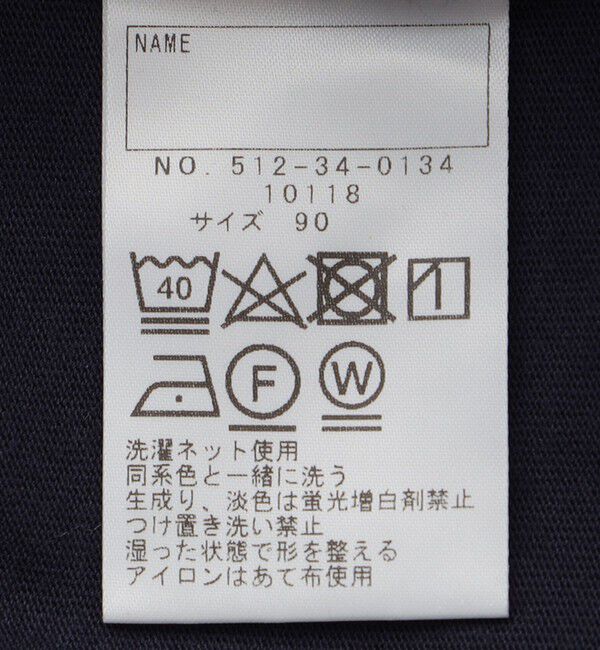 NAME
NO. 512-34-0134
10118
サイズ 90
40
F W
洗濯ネット使用
同系色と一緒に洗う
生成り、淡色は蛍光増白剤禁止
つけ置き洗い禁止
湿った状態で形を整える
アイロンはあて布使用